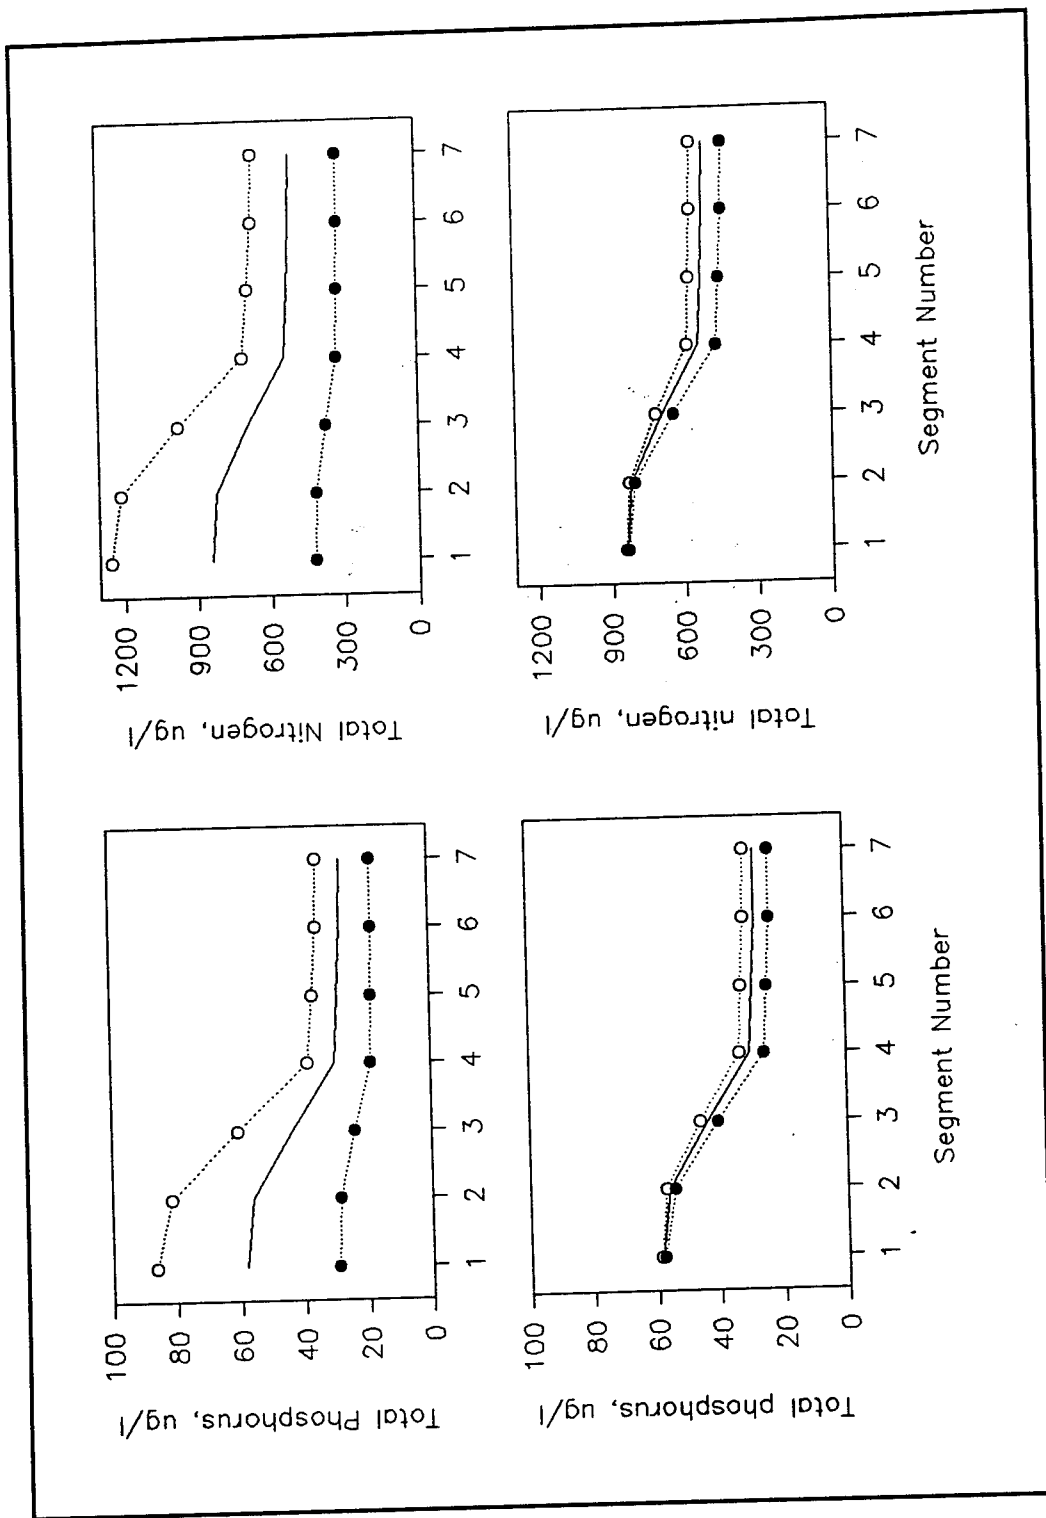 Total Phosphorus, ug/l
100
80
60
40
20
0
1 2 3 4 5 6 7
Total Nitrogen, ug/l
1200
900
600
300
0
1 2 3 4 5 6 7
Total phosphorus, ug/l
100
80
60
40
20
0
1 2 3 4 5 6 7
Segment Number
Total nitrogen, ug/l
1200
900
600
300
0
1 2 3 4 5 6 7
Segment Number